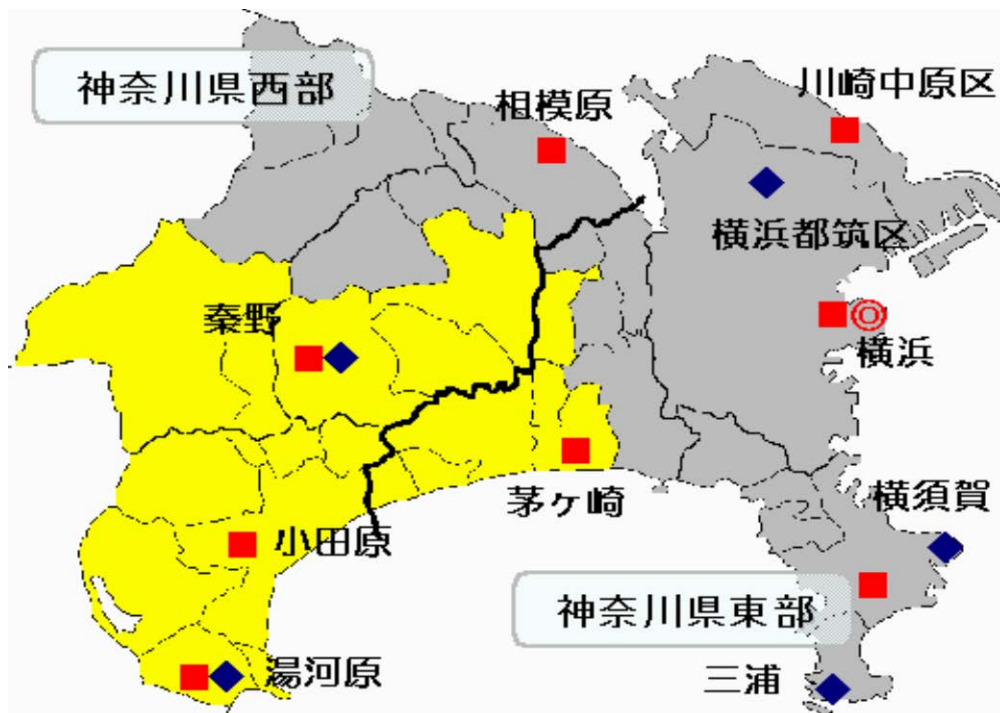 神奈川県西部
川崎中原区
相模原
横浜都筑区
秦野
横浜
横須賀
茅ヶ崎
小田原
神奈川県東部
湯河原
三浦